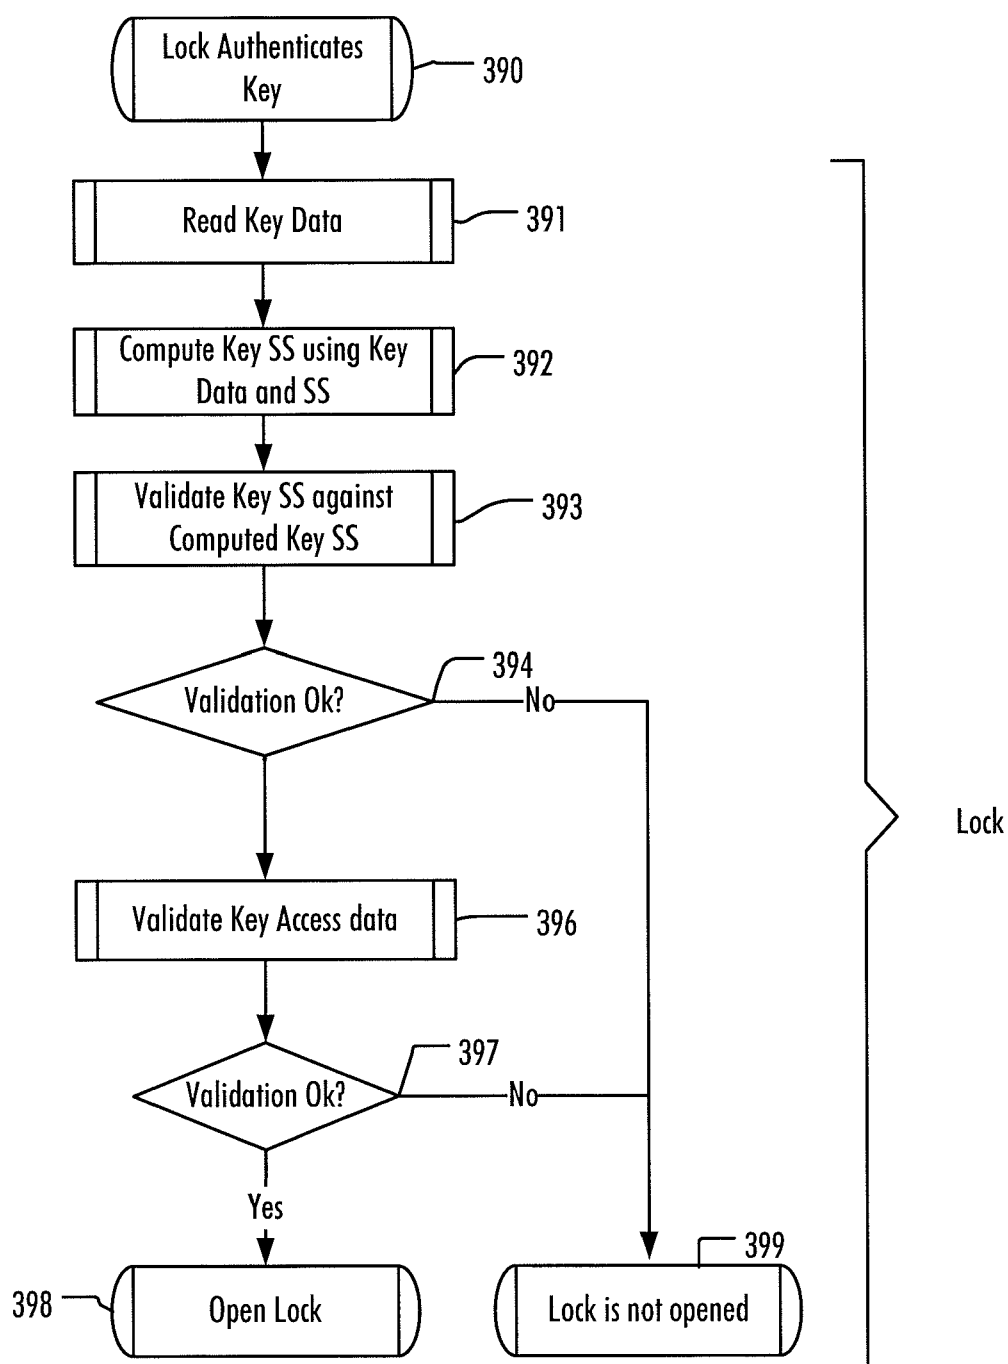 Lock Authenticates
Key
390
Read Key Data
391
Compute Key SS using Key
Data and SS
392
Validate Key SS against
Computed Key SS
393
Validation Ok?
394
No
Lock
Validate Key Access data
396
Validation Ok?
397
No
Yes
398
Open Lock
399
Lock is not opened